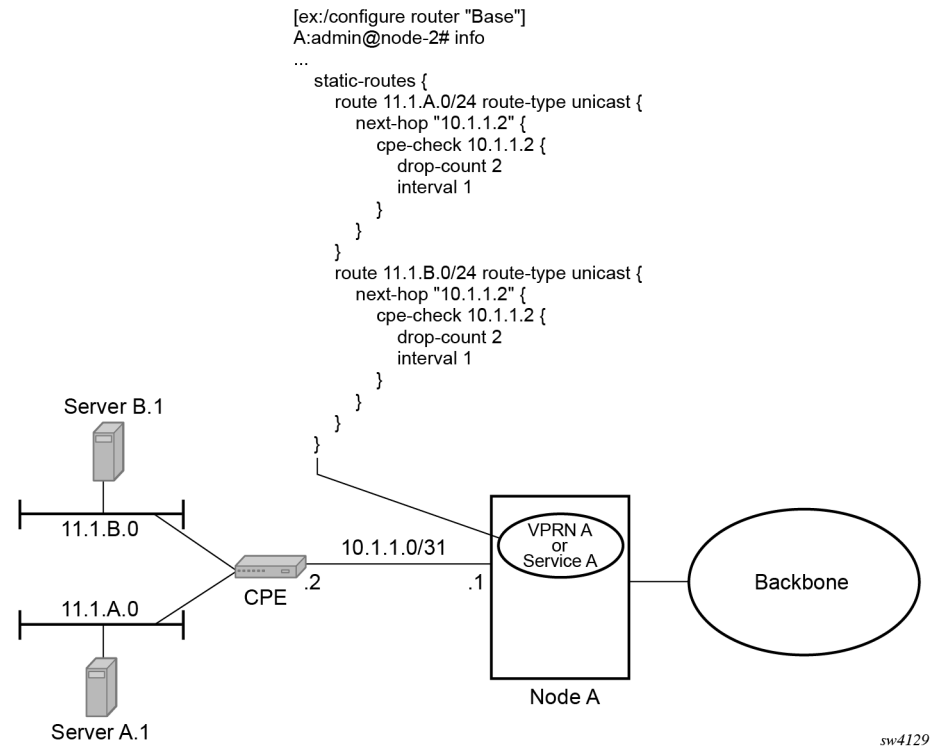 [ex:/configure router "Base"]
A:admin@node-2# info
...
static-routes {
route 11.1.A.0/24 route-type unicast {
next-hop "10.1.1.2" {
cpe-check 10.1.1.2 {
drop-count 2
interval 1
}
}
}
route 11.1.B.0/24 route-type unicast {
next-hop "10.1.1.2" {
cpe-check 10.1.1.2 {
drop-count 2
interval 1
}
}
}
}
Server B.1
11.1.B.0
10.1.1.0/31
VPRN A
or
Service A
.2
.1
CPE
Backbone
11.1.A.0
Server A.1
Node A
sw4129